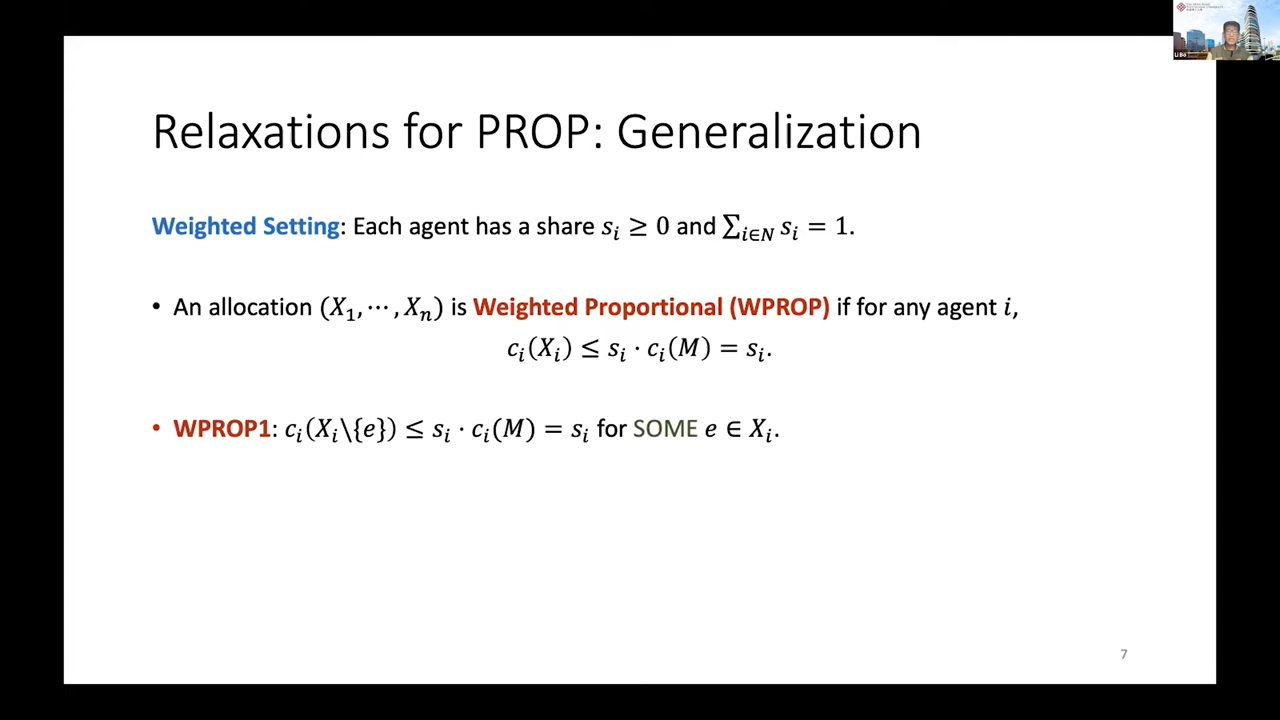 Relaxations for PROP: Generalization
Weighted Setting: Each agent has a share sᵢ ≥ 0 and ∑ᵢ∈N sᵢ = 1.
• An allocation (X₁, ⋯, Xₙ) is Weighted Proportional (WPROP) if for any agent i,
cᵢ(Xᵢ) ≤ sᵢ · cᵢ(M) = sᵢ.
• WPROP1: cᵢ(Xᵢ\{e}) ≤ sᵢ · cᵢ(M) = sᵢ for SOME e ∈ Xᵢ.
7
Li Bo